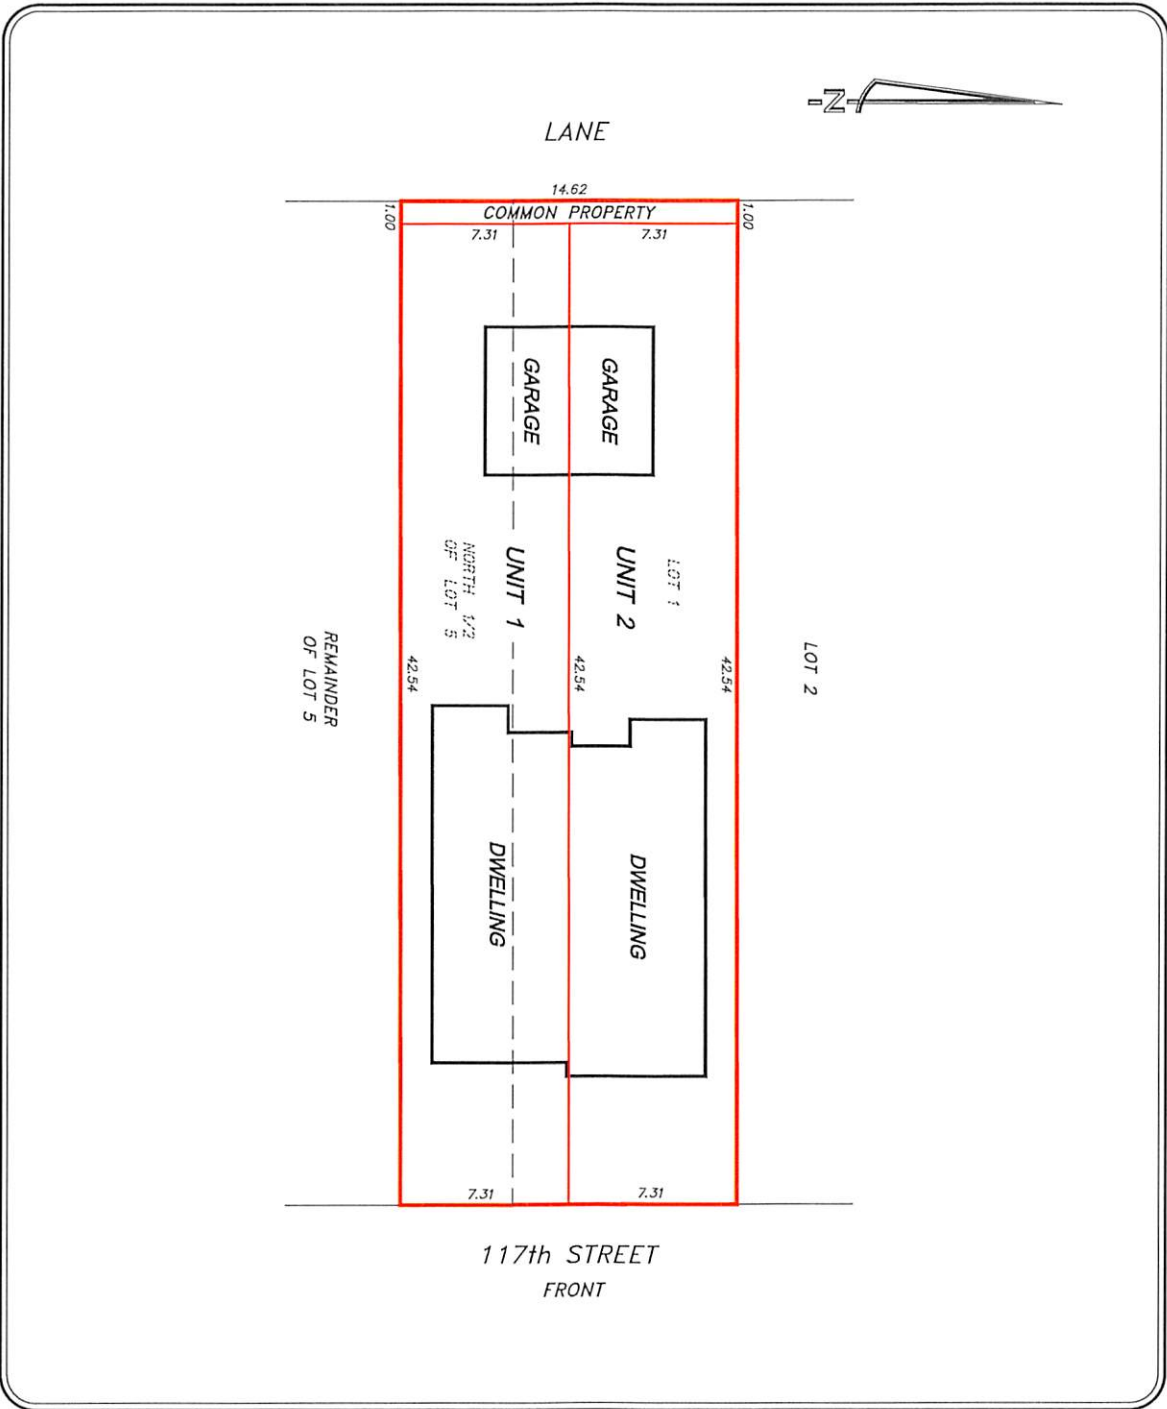 -N-
LANE
14.62
1.00
COMMON PROPERTY
1.00
7.31
7.31
GARAGE
GARAGE
NORTH 1/2
OF LOT 5
UNIT 1
UNIT 2
LOT 1
REMAINDER
OF LOT 5
42.54
42.54
42.54
LOT 2
DWELLING
DWELLING
7.31
7.31
117th STREET
FRONT